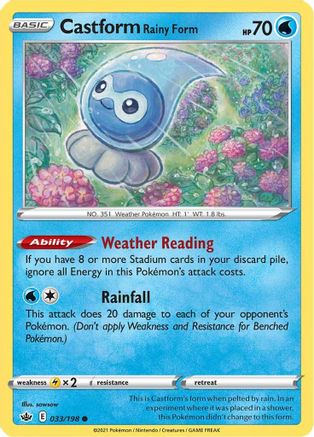 BASIC
Castform Rainy Form HP 70
NO. 351 Weather Pokémon HT: 1' WT: 1.8 lbs.
Ability Weather Reading
If you have 8 or more Stadium cards in your discard pile,
ignore all Energy in this Pokémon's attack costs.
Rainfall
This attack does 20 damage to each of your opponent's
Pokémon. (Don't apply Weakness and Resistance for Benched
Pokémon.)
weakness ×2 resistance retreat
Illus. sowsow
E 033/198
This is Castform's form when pelted by rain. In an
experiment where it was placed in a shower,
this Pokémon didn't change to this form.
©2021 Pokémon / Nintendo / Creatures / GAME FREAK